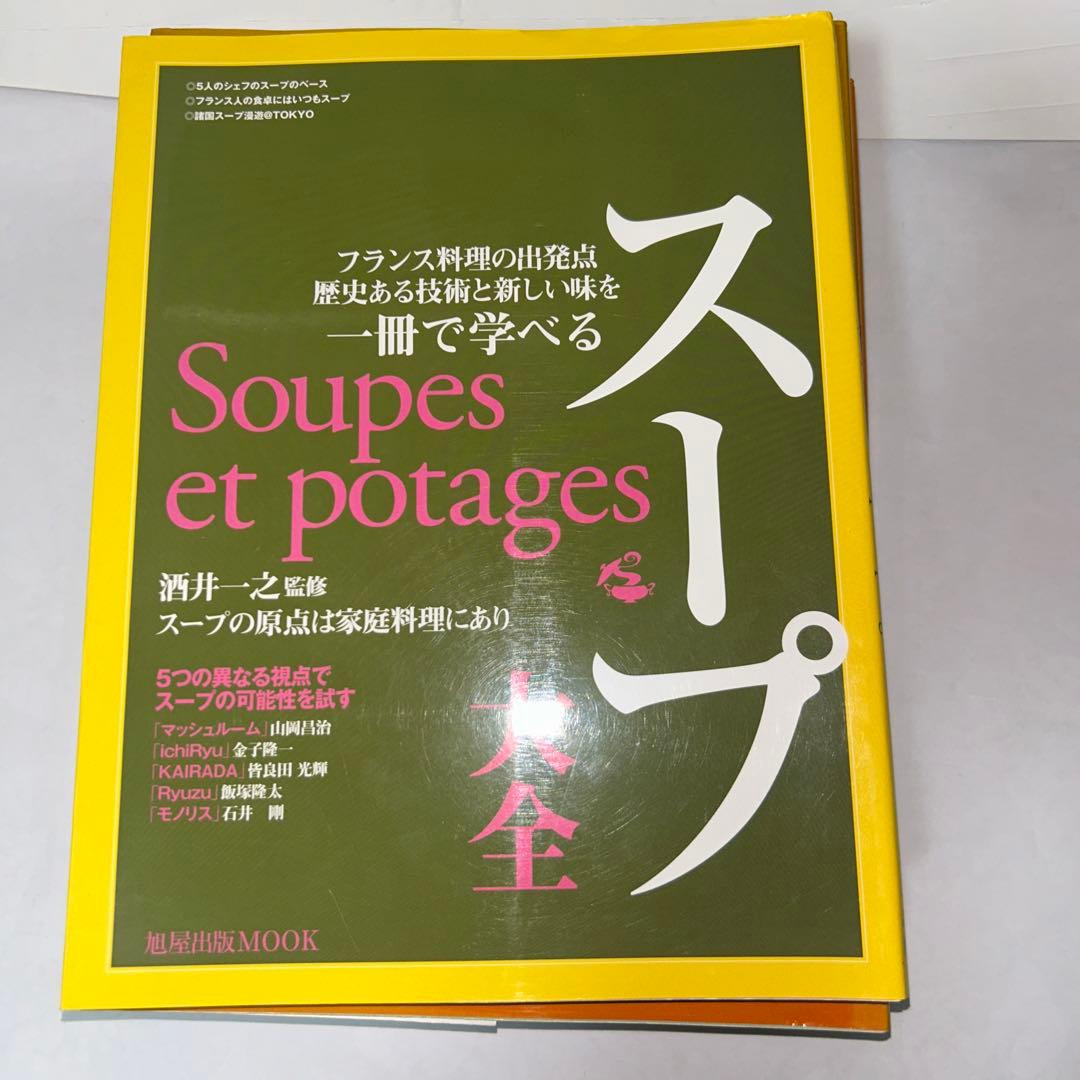 ◎5人のシェフのスープのベース
◎フランス人の食卓にはいつもスープ
◎諸国スープ漫遊@TOKYO
スープ
大全
フランス料理の出発点
歴史ある技術と新しい味を
一冊で学べる
Soupes
et potages
酒井一之 監修
スープの原点は家庭料理にあり
5つの異なる視点で
スープの可能性を試す
「マッシュルーム」山岡昌治
「ichiRyu」金子隆一
「KAIRADA」皆良田 光輝
「Ryuzu」飯塚隆太
「モノリス」石井 剛
旭屋出版MOOK